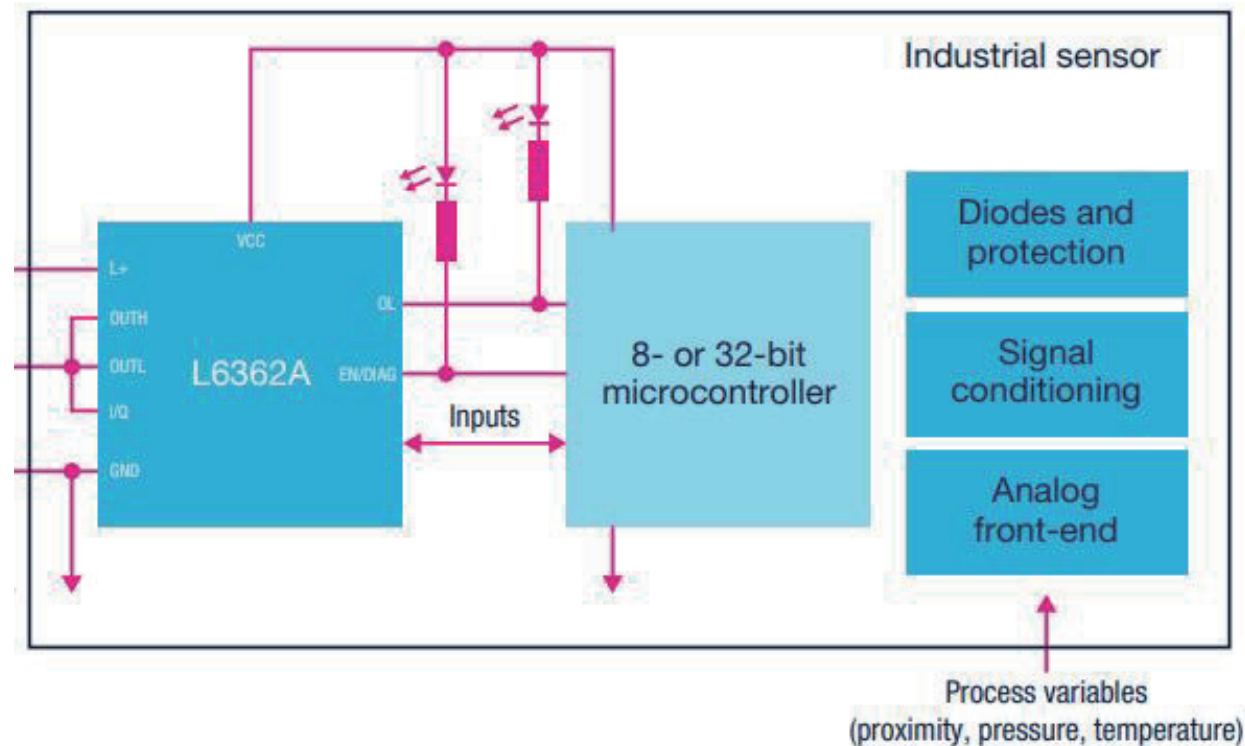 Industrial sensor
VCC
L+
OUTH
OUTL
I/Q
GND
L6362A
OL
EN/DIAG
Inputs
8- or 32-bit
microcontroller
Diodes and
protection
Signal
conditioning
Analog
front-end
Process variables
(proximity, pressure, temperature)